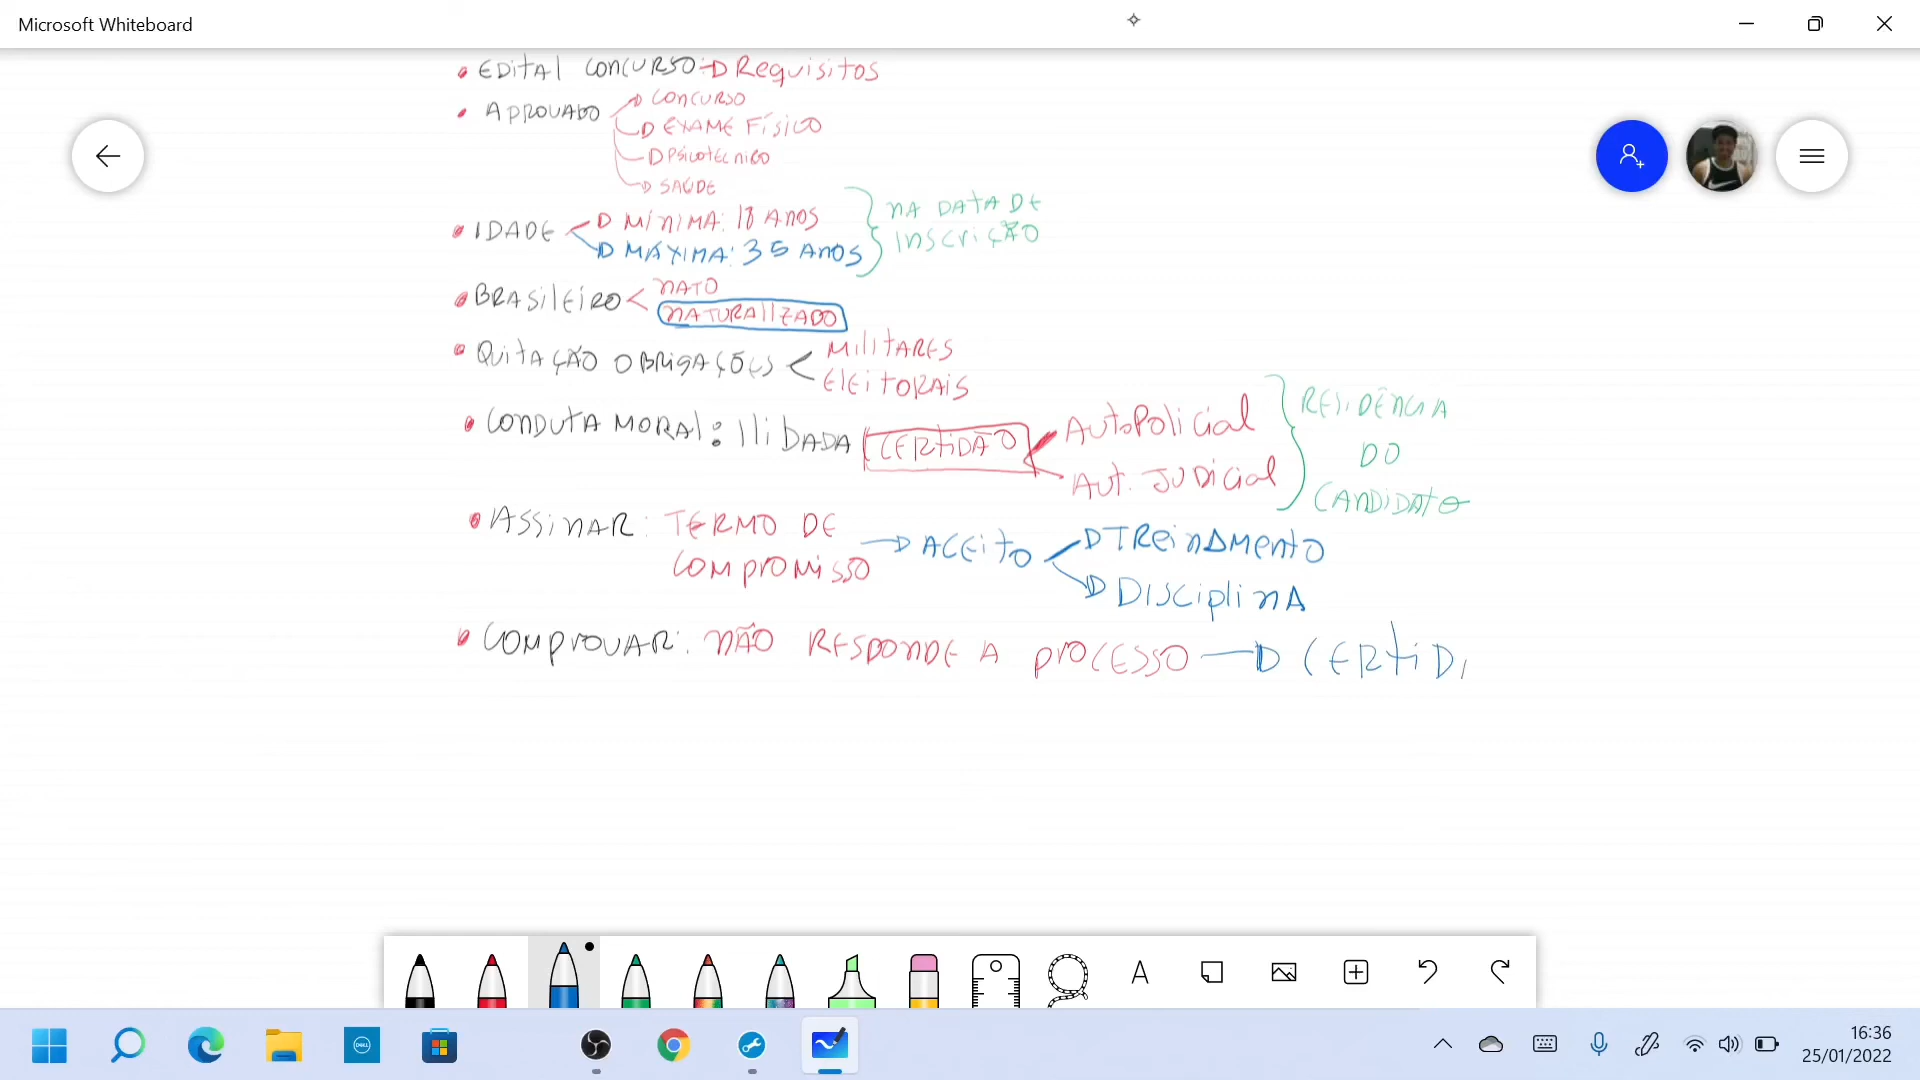 Microsoft Whiteboard
• EDITAL CONCURSO: REQUISITOS
• APROVADO
CONCURSO
EXAME FÍSICO
PSICOTECNICO
SAÚDE
• IDADE
MÍNIMA: 18 ANOS
MÁXIMA: 35 ANOS
NA DATA DE
INSCRIÇÃO
• BRASILEIRO
NATO
NATURALIZADO
• QUITAÇÃO OBRIGAÇÕES
MILITARES
ELEITORAIS
• CONDUTA MORAL: ILIBADA CERTIDÃO
AUT. POLICIAL
AUT. JUDICIAL
RESIDÊNCIA
DO
CANDIDATO
• ASSINAR: TERMO DE
COMPROMISSO
ACEITO
TREINAMENTO
DISCIPLINA
• COMPROVAR: NÃO RESPONDE A PROCESSO CERTID
16:36
25/01/2022